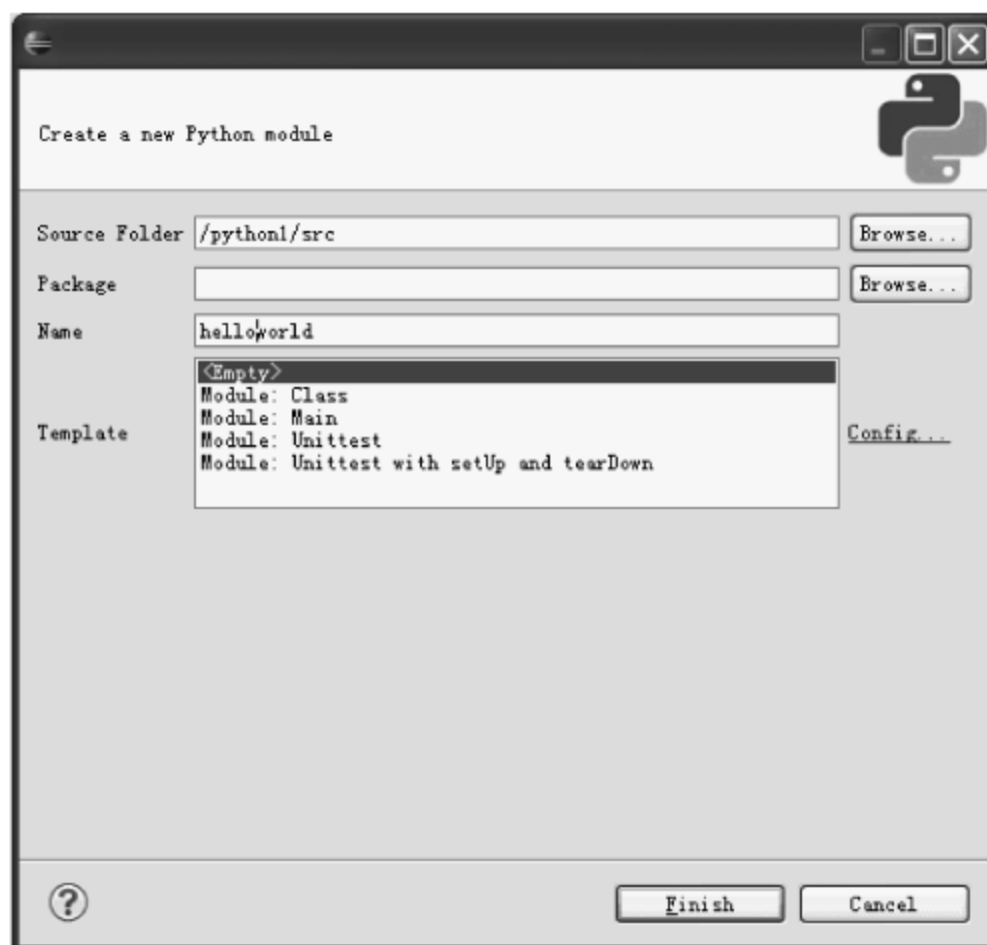 Create a new Python module
Source Folder /python1/src Browse...
Package Browse...
Name helloworld
Template
<Empty>
Module: Class
Module: Main
Module: Unittest
Module: Unittest with setUp and tearDown
Config...
? Finish Cancel